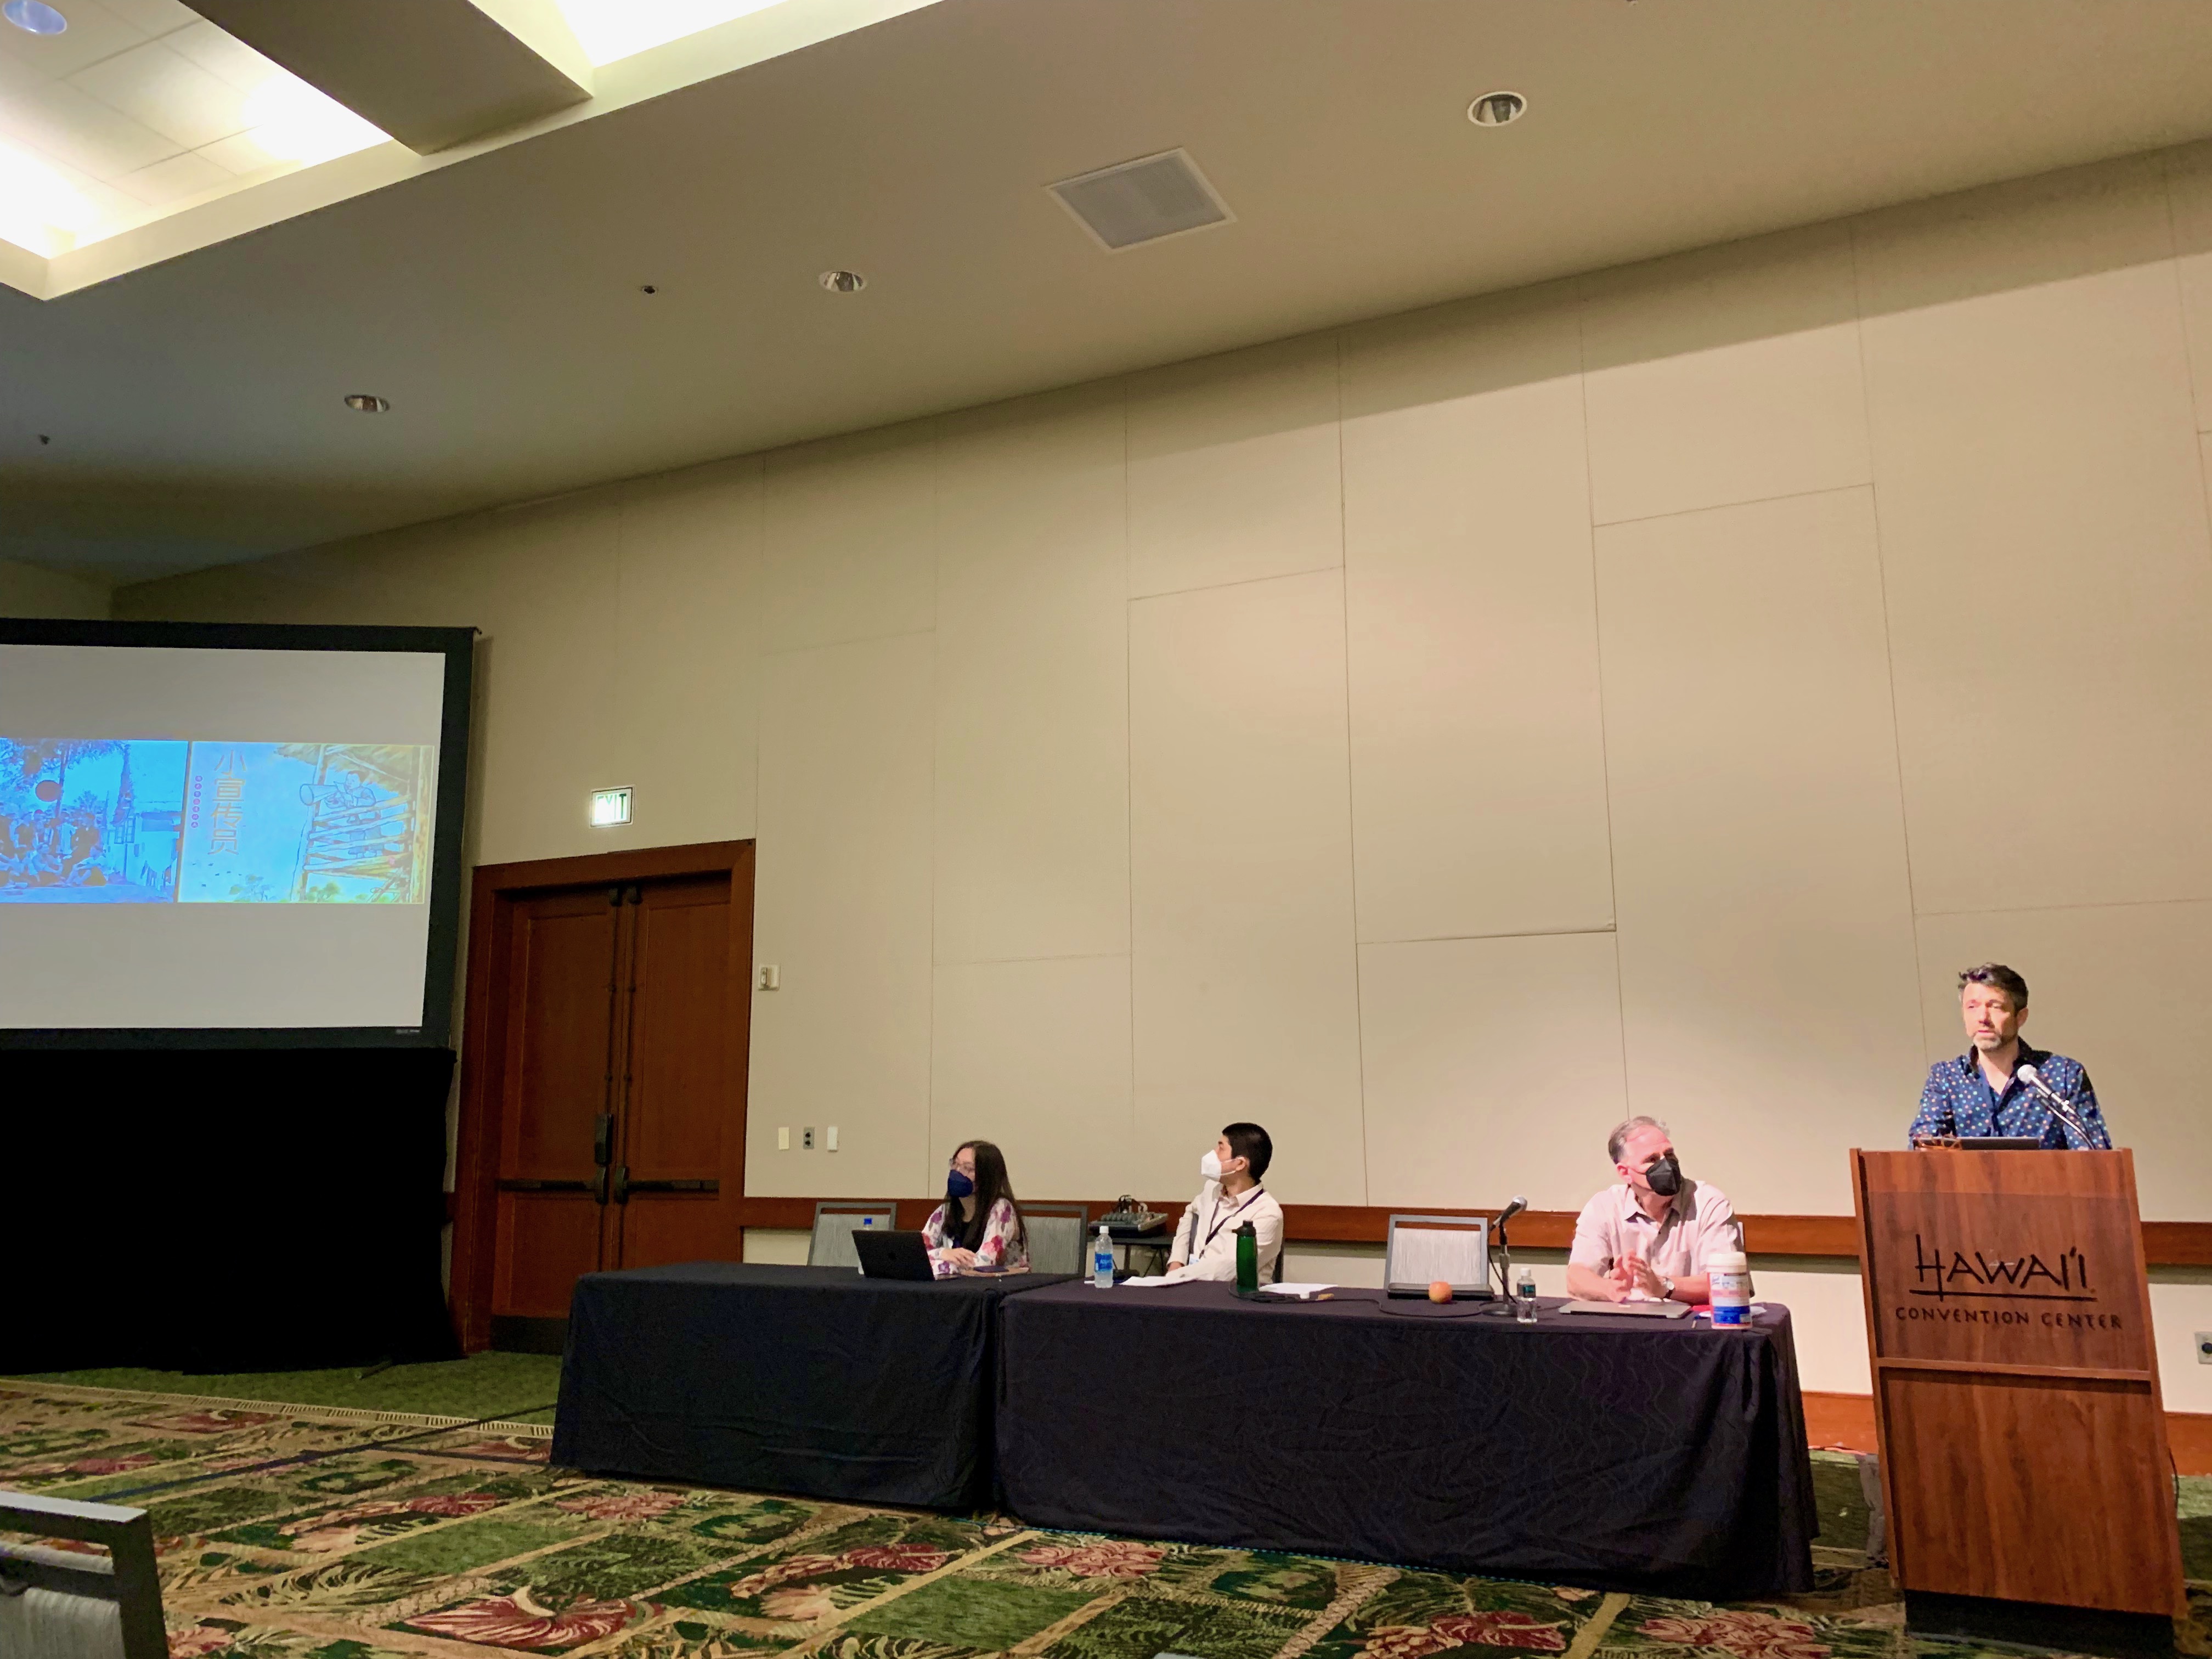 小宣传员
EXIT
HAWAI'I
CONVENTION CENTER